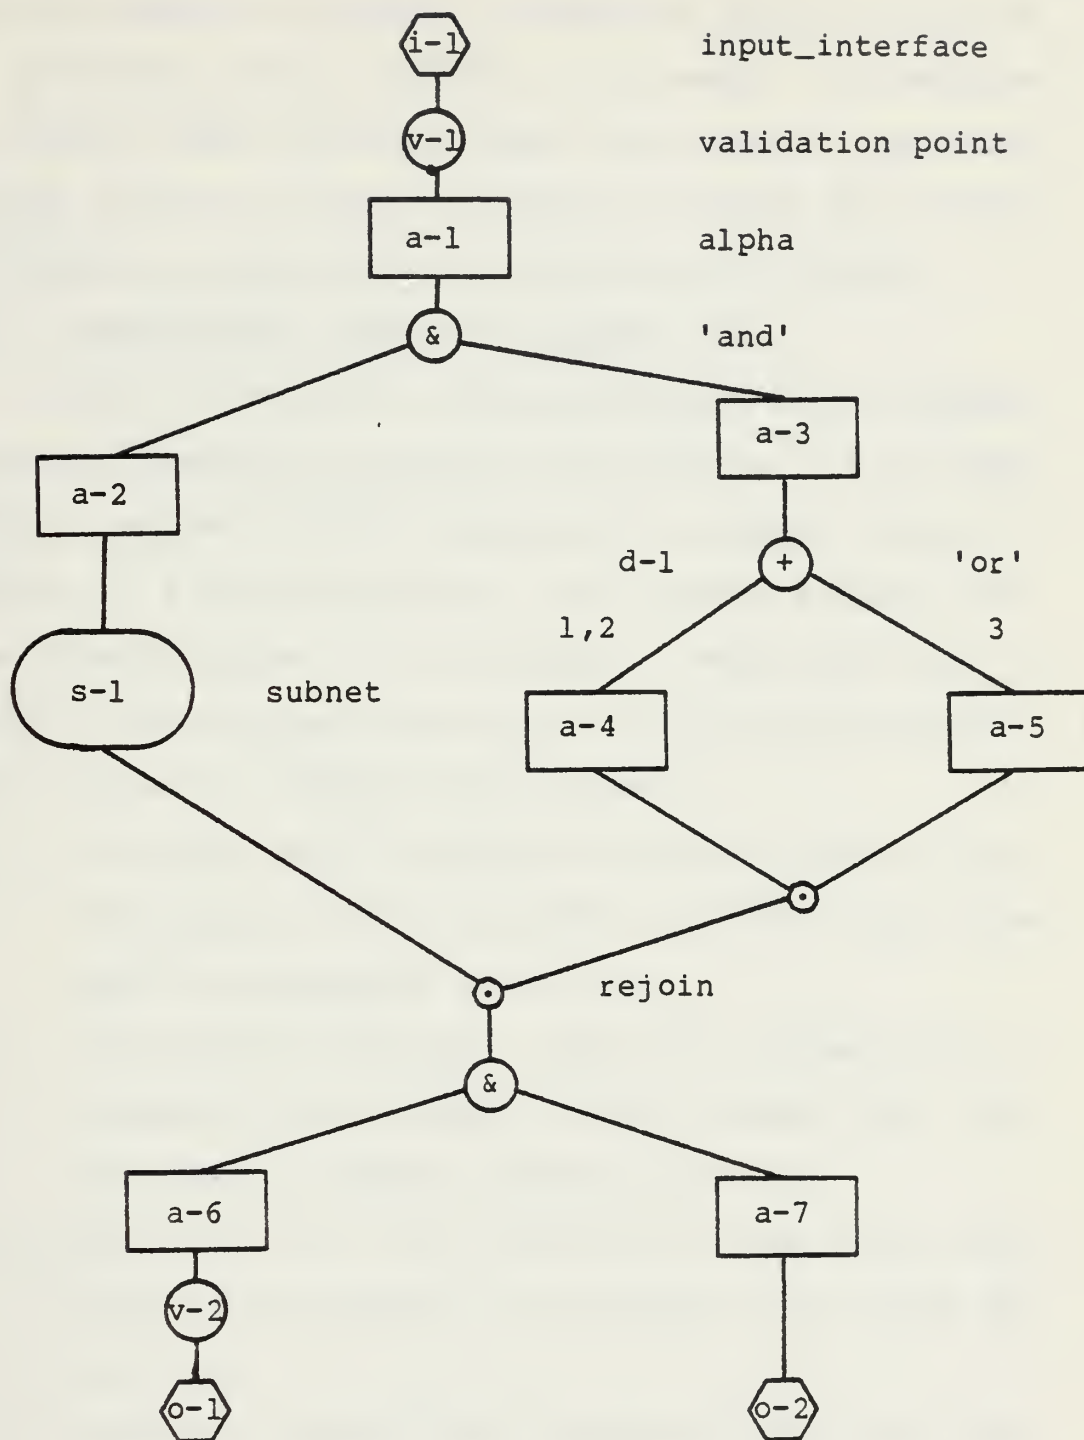 i-1 input_interface
v-1 validation point
a-1 alpha
& 'and'
a-3
a-2
d-1 + 'or'
1,2 3
s-1 subnet
a-4 a-5
rejoin
&
a-6 a-7
v-2
o-1 o-2